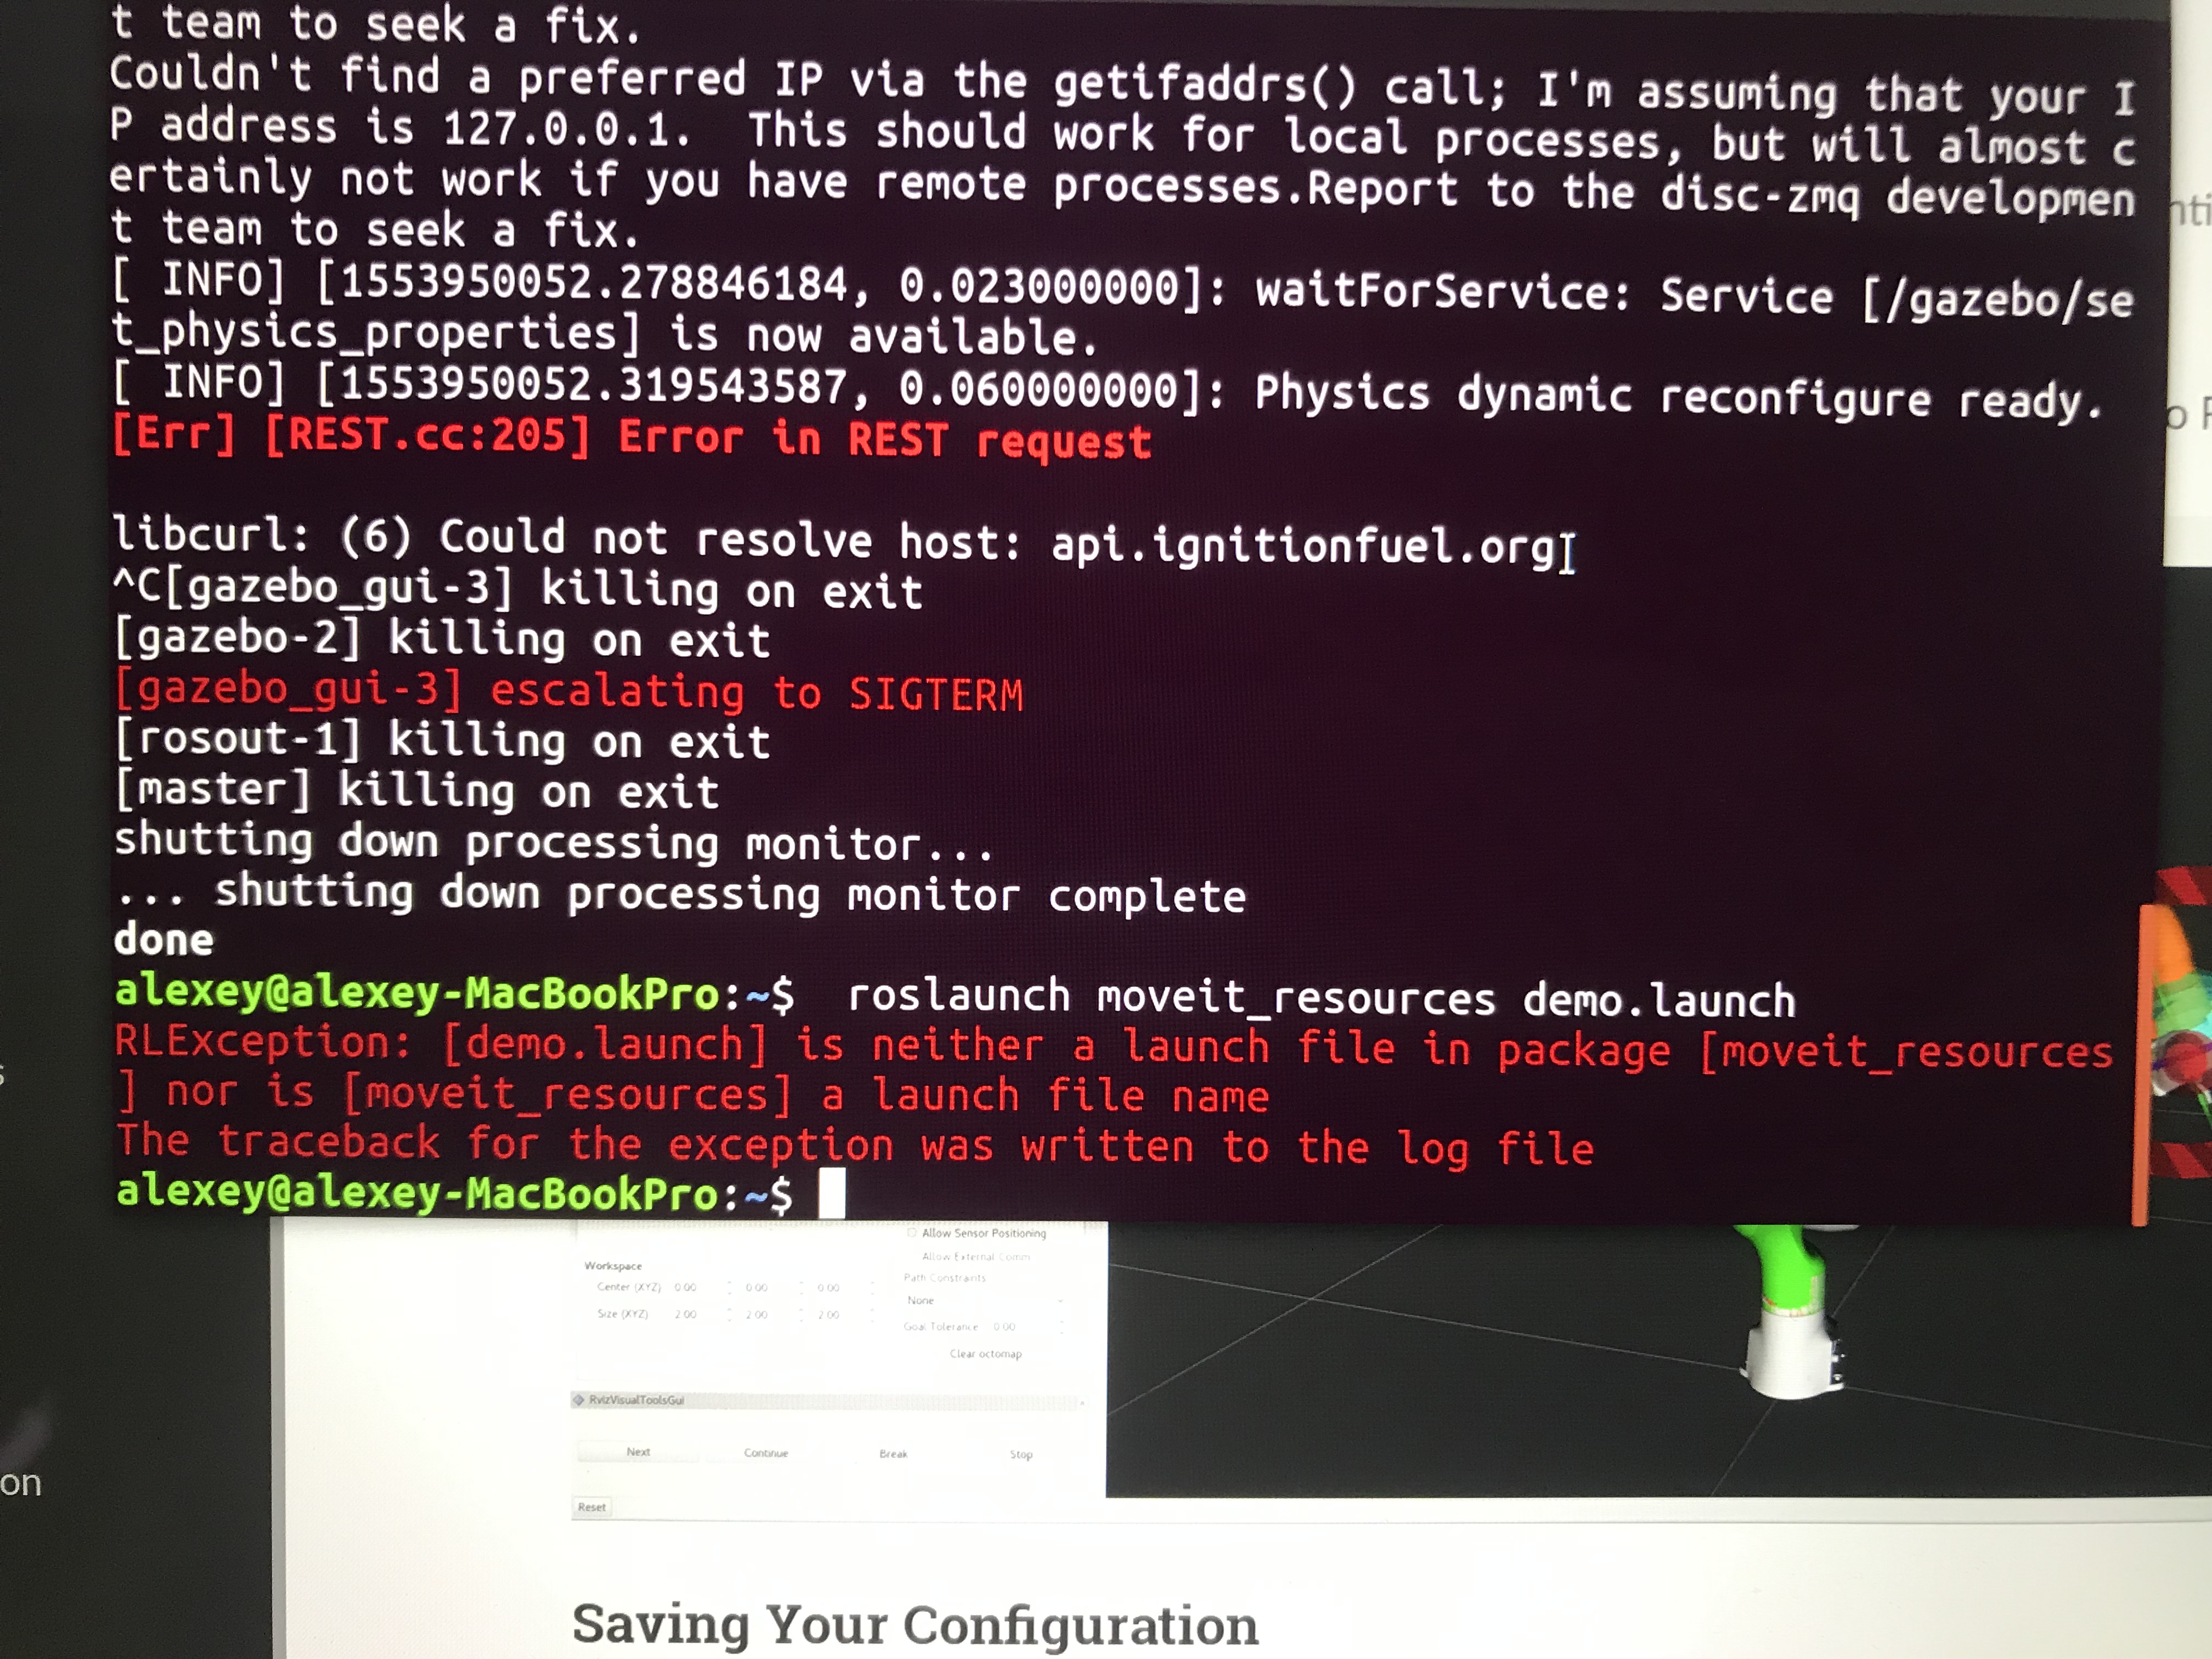 t team to seek a fix.
Couldn't find a preferred IP via the getifaddrs() call; I'm assuming that your I
P address is 127.0.0.1.  This should work for local processes, but will almost c
ertainly not work if you have remote processes.Report to the disc-zmq developmen
t team to seek a fix.
[ INFO] [1553950052.278846184, 0.023000000]: waitForService: Service [/gazebo/se
t_physics_properties] is now available.
[ INFO] [1553950052.319543587, 0.060000000]: Physics dynamic reconfigure ready.
[Err] [REST.cc:205] Error in REST request
libcurl: (6) Could not resolve host: api.ignitionfuel.org
^C[gazebo_gui-3] killing on exit
[gazebo-2] killing on exit
[gazebo_gui-3] escalating to SIGTERM
[rosout-1] killing on exit
[master] killing on exit
shutting down processing monitor...
... shutting down processing monitor complete
done
alexey@alexey-MacBookPro:~$  roslaunch moveit_resources demo.launch
RLException: [demo.launch] is neither a launch file in package [moveit_resources
] nor is [moveit_resources] a launch file name
The traceback for the exception was written to the log file
alexey@alexey-MacBookPro:~$
Allow Sensor Positioning
Workspace
Allow External Comm
Center (XYZ) 0.00 0.00 0.00
Path Constraints
None
Size (XYZ) 2.00 2.00 2.00
Goal Tolerance 0.00
Clear octomap
RvizVisualToolsGui
Next Continue Break Stop
on
Reset
Saving Your Configuration